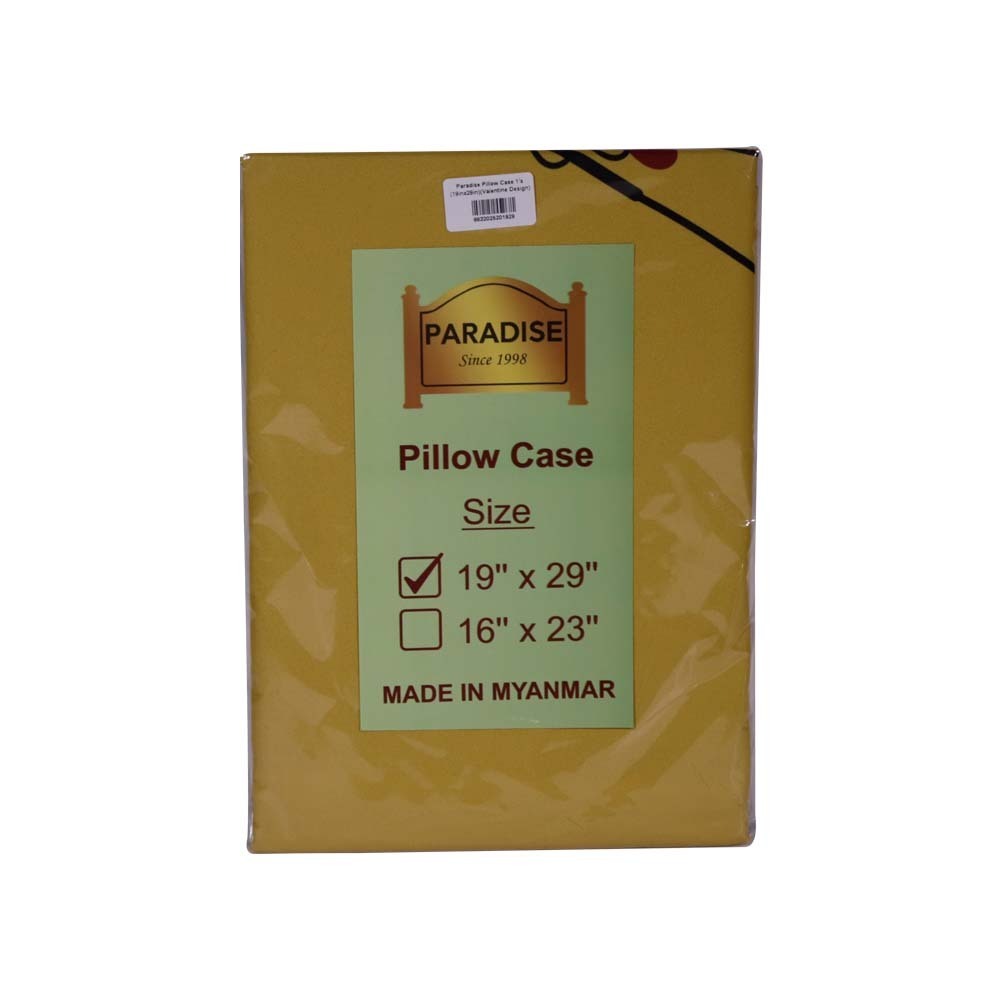 Paradise Pillow Case 1's
(19inx29in)(Valentine Design)
PARADISE
Since 1998
Pillow Case
Size
19" x 29"
16" x 23"
MADE IN MYANMAR